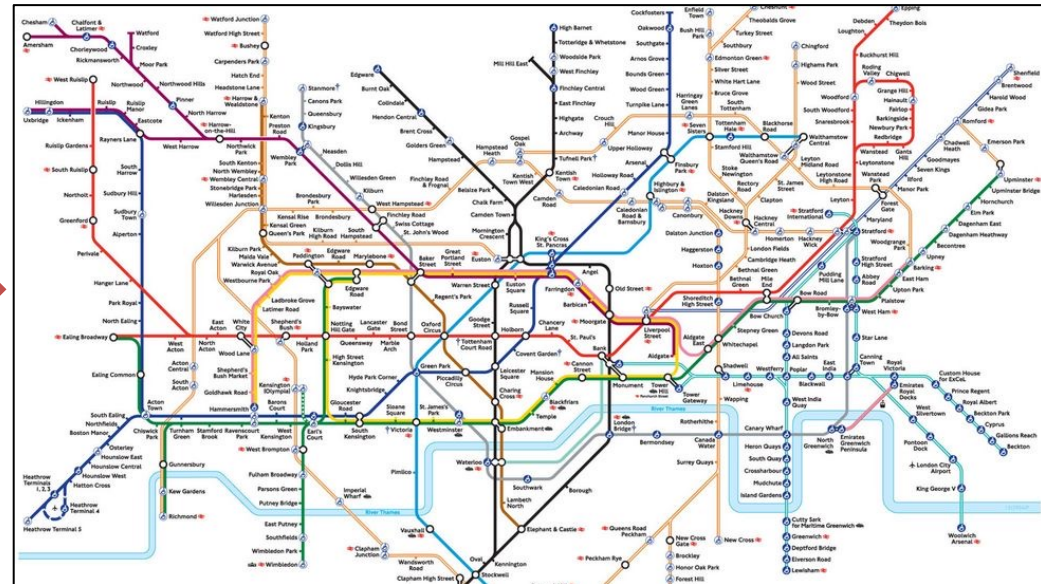 Chesham
Chalfont &
Latimer
Watford
Croxley
Amersham
Chorleywood
Rickmansworth
Moor Park
Northwood
Northwood Hills
Pinner
North Harrow
Harrow-
on-the-Hill
Northwick
Park
Preston
Road
Wembley
Park
West Ruislip
Ruislip Gardens
South Ruislip
Northolt
Greenford
Perivale
Hanger Lane
Hillingdon
Uxbridge
Ickenham
Ruislip
Ruislip
Manor
Eastcote
Rayners Lane
West Harrow
South
Harrow
Sudbury Hill
Sudbury
Town
Alperton
Park Royal
North Ealing
Ealing Broadway
Ealing Common
Watford Junction
Watford High Street
Bushey
Carpenders Park
Hatch End
Headstone Lane
Harrow &
Wealdstone
Kenton
South Kenton
North Wembley
Wembley Central
Stonebridge Park
Harlesden
Willesden Junction
Kensal Rise
Kensal Green
Queen's Park
Kilburn Park
Maida Vale
Warwick Avenue
Royal Oak
Westbourne Park
Ladbroke Grove
Latimer Road
Stanmore
Canons Park
Queensbury
Kingsbury
Neasden
Dollis Hill
Willesden Green
Kilburn
West Hampstead
Finchley Road
Swiss Cottage
St. John's Wood
Brondesbury
Park
Brondesbury
Kilburn
High Road
South
Hampstead
Edgware
Burnt Oak
Colindale
Hendon Central
Brent Cross
Golders Green
Hampstead
Belsize Park
Chalk Farm
Camden Town
Mornington
Crescent
Euston
Finchley Road
& Frognal
Hampstead
Heath
Gospel
Oak
Kentish
Town West
Kentish
Town
Camden
Road
Caledonian
Road &
Barnsbury
High Barnet
Totteridge & Whetstone
Woodside Park
Mill Hill East
West Finchley
Finchley Central
East Finchley
Highgate
Archway
Tufnell Park
Upper Holloway
Crouch
Hill
Cockfosters
Oakwood
Southgate
Arnos Grove
Bounds Green
Wood Green
Turnpike Lane
Manor House
Finsbury
Park
Arsenal
Holloway Road
Caledonian Road
King's Cross
St. Pancras
Highbury &
Islington
Canonbury
Harringay
Green Lanes
Seven
Sisters
South
Tottenham
Tottenham
Hale
Blackhorse
Road
Walthamstow
Central
Walthamstow
Queen's Road
Enfield
Town
Bush Hill
Park
Theobalds Grove
Turkey Street
Southbury
Edmonton Green
Silver Street
White Hart Lane
Bruce Grove
Stamford Hill
Stoke
Newington
Rectory
Road
Clapton
St. James
Street
Chingford
Highams Park
Wood Street
Leyton
Midland Road
Leytonstone
High Road
Wanstead
Park
Epping
Theydon Bois
Debden
Loughton
Buckhurst Hill
Roding
Valley
Chigwell
Grange Hill
Hainault
Fairlop
Barkingside
Newbury Park
Redbridge
Gants
Hill
Wanstead
Woodford
South Woodford
Snaresbrook
Leytonstone
Leyton
Shenfield
Brentwood
Harold Wood
Gidea Park
Romford
Emerson Park
Chadwell
Heath
Goodmayes
Seven Kings
Ilford
Manor Park
Forest
Gate
Maryland
Stratford
Stratford
International
Woodgrange
Park
Upminster
Upminster Bridge
Hornchurch
Elm Park
Dagenham Heathway
Becontree
Upney
Barking
East Ham
Upton Park
Plaistow
West Ham
Dalston
Kingsland
Dalston Junction
Haggerston
Hoxton
Shoreditch
High Street
Hackney
Downs
Hackney
Central
Homerton
Hackney
Wick
London Fields
Cambridge Heath
Bethnal Green
Bethnal
Green
Mile
End
Bow Road
Bow Church
Bromley-
by-Bow
Pudding
Mill Lane
Stratford
High Street
Abbey
Road
Star Lane
Canning
Town
Paddington
Edgware
Road
Marylebone
Baker
Street
Great
Portland
Street
Edgware
Road
Bayswater
Notting
Hill Gate
High Street
Kensington
Warren Street
Euston
Square
Regent's Park
Goodge
Street
Russell
Square
Farringdon
Barbican
Moorgate
Liverpool
Street
Angel
Old Street
Aldgate
East
Aldgate
Whitechapel
Stepney Green
East
Acton
White
City
Shepherd's
Bush
Holland
Park
Queensway
Lancaster
Gate
Marble
Arch
Bond
Street
Oxford
Circus
Tottenham
Court Road
Holborn
Chancery
Lane
St. Paul's
Bank
West
Acton
North
Acton
Wood Lane
Shepherd's
Bush Market
Goldhawk Road
Hammersmith
Acton Central
South
Acton
Kensington
(Olympia)
Barons
Court
Gloucester
Road
Hyde Park Corner
Knightsbridge
Green Park
Piccadilly
Circus
Covent Garden
Leicester
Square
Charing
Cross
Embankment
Temple
Blackfriars
Mansion
House
Cannon
Street
Monument
Tower
Hill
Fenchurch Street
Tower
Gateway
Shadwell
Limehouse
Westferry
Poplar
All Saints
Langdon Park
Devons Road
Blackwall
East
India
Royal
Victoria
Custom House
for ExCeL
Prince Regent
Royal Albert
Beckton Park
Cyprus
Gallions Reach
Beckton
Emirates
Royal
Docks
Emirates
Greenwich
Peninsula
West
Silvertown
Pontoon
Dock
London City
Airport
King George V
Woolwich
Arsenal
Acton
Town
Chiswick
Park
Turnham
Green
Stamford
Brook
Ravenscourt
Park
West
Kensington
Earl's
Court
South
Kensington
Sloane
Square
Victoria
St. James's
Park
Westminster
South Ealing
Northfields
Boston Manor
Osterley
Hounslow East
Hounslow Central
Hounslow West
Hatton Cross
Heathrow
Terminals
1, 2, 3
Heathrow
Terminal 4
Heathrow Terminal 5
Gunnersbury
Kew Gardens
Richmond
West Brompton
Fulham Broadway
Parsons Green
Putney Bridge
East Putney
Southfields
Wimbledon Park
Wimbledon
Imperial
Wharf
Clapham
Junction
Wandsworth
Road
Clapham High Street
Pimlico
Vauxhall
Stockwell
Oval
Kennington
Waterloo
Southwark
Lambeth
North
Elephant & Castle
Borough
London
Bridge
Bermondsey
Wapping
Rotherhithe
Canada
Water
Surrey Quays
Queens Road
Peckham
Peckham Rye
New Cross
Gate
New Cross
Brockley
Honor Oak Park
Forest Hill
West India
Quay
Canary Wharf
Heron Quays
South Quay
Crossharbour
Mudchute
Island Gardens
Cutty Sark
for Maritime Greenwich
Greenwich
Deptford Bridge
Elverson Road
Lewisham
North
Greenwich
River Thames
River Thames